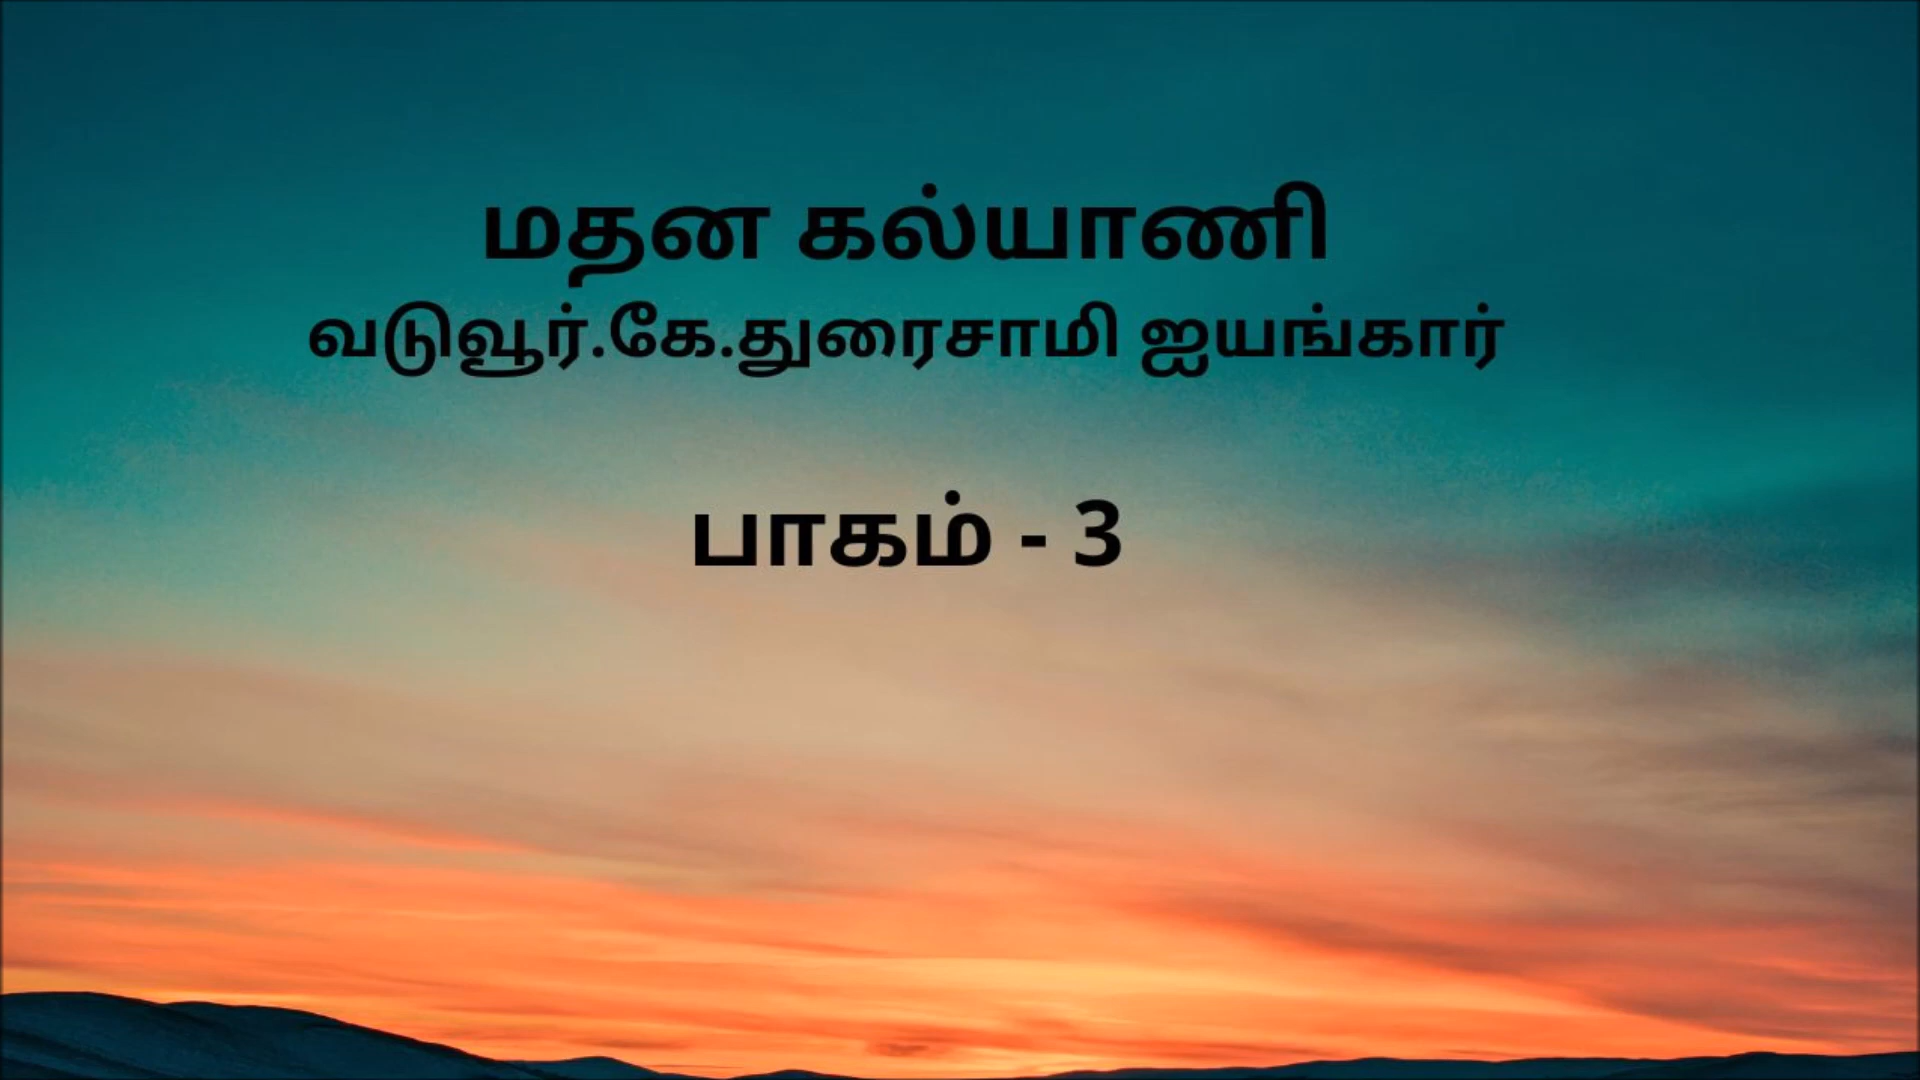 மதன கல்யாணி
வடுவூர்.கே.துரைசாமி ஐயங்கார்
பாகம் - 3